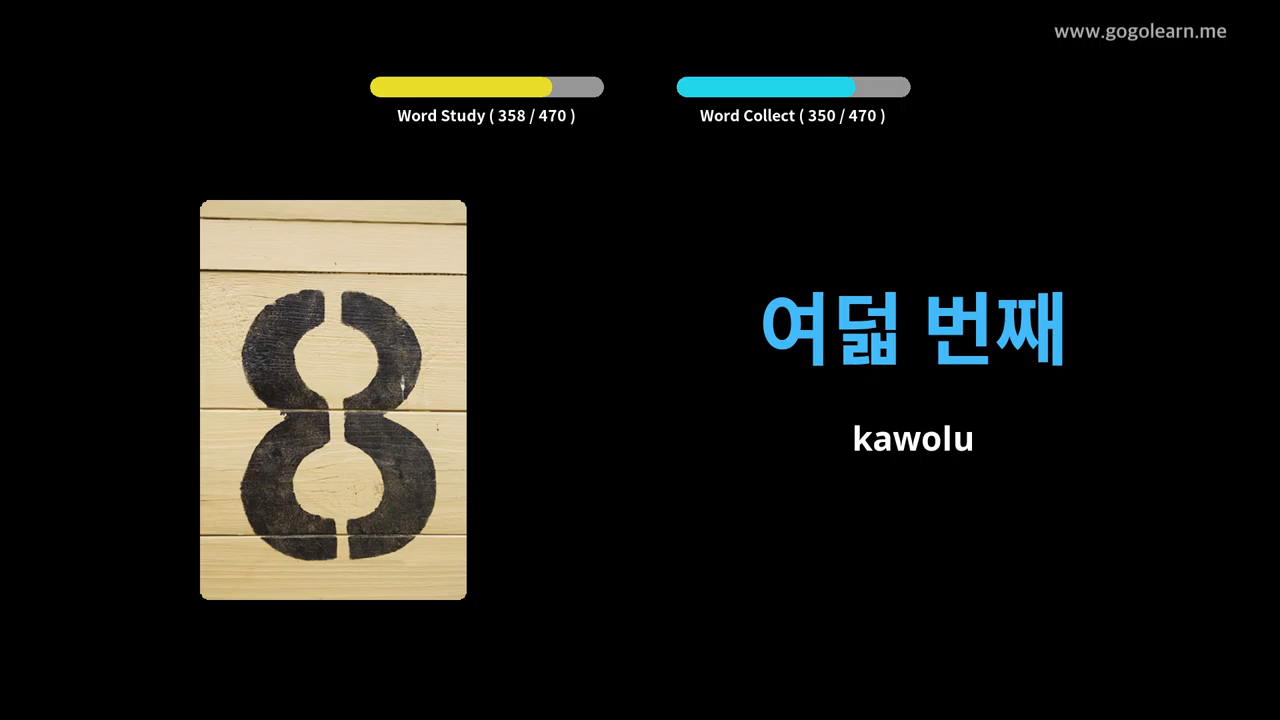 www.gogolearn.me
Word Study ( 358 / 470 )
Word Collect ( 350 / 470 )
8
여덟 번째
kawolu